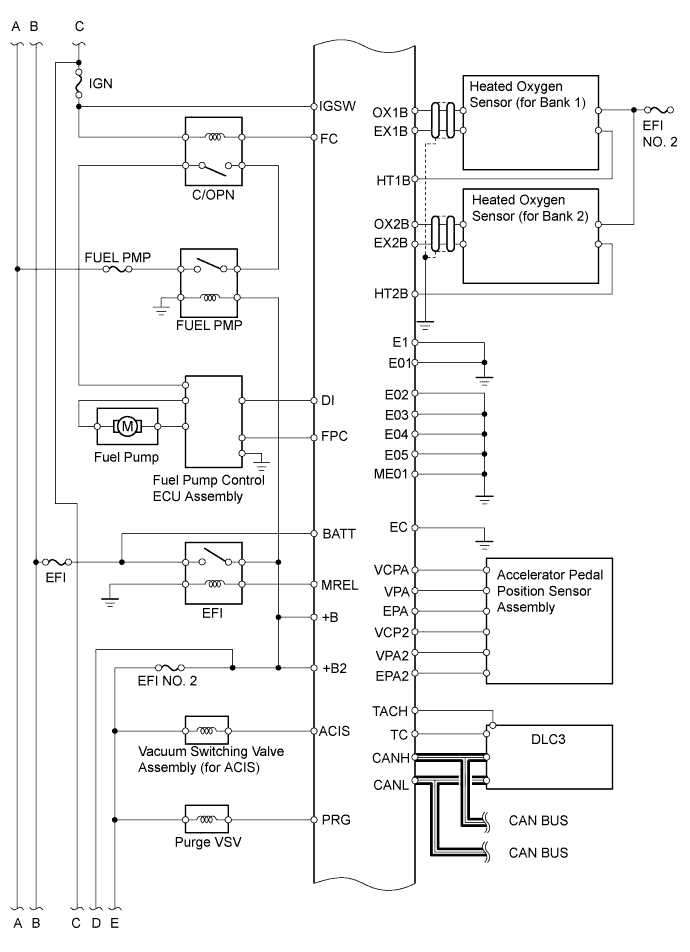 A B C
IGN
IGSW
FC
C/OPN
FUEL PMP
FUEL PMP
DI
FPC
M
Fuel Pump
Fuel Pump Control
ECU Assembly
BATT
EFI
MREL
EFI
+B
+B2
EFI NO. 2
ACIS
Vacuum Switching Valve
Assembly (for ACIS)
PRG
Purge VSV
A B C D E
OX1B
EX1B
HT1B
Heated Oxygen
Sensor (for Bank 1)
EFI
NO. 2
OX2B
EX2B
HT2B
Heated Oxygen
Sensor (for Bank 2)
E1
E01
E02
E03
E04
E05
ME01
EC
VCPA
VPA
EPA
VCP2
VPA2
EPA2
Accelerator Pedal
Position Sensor
Assembly
TACH
TC
CANH
CANL
DLC3
CAN BUS
CAN BUS